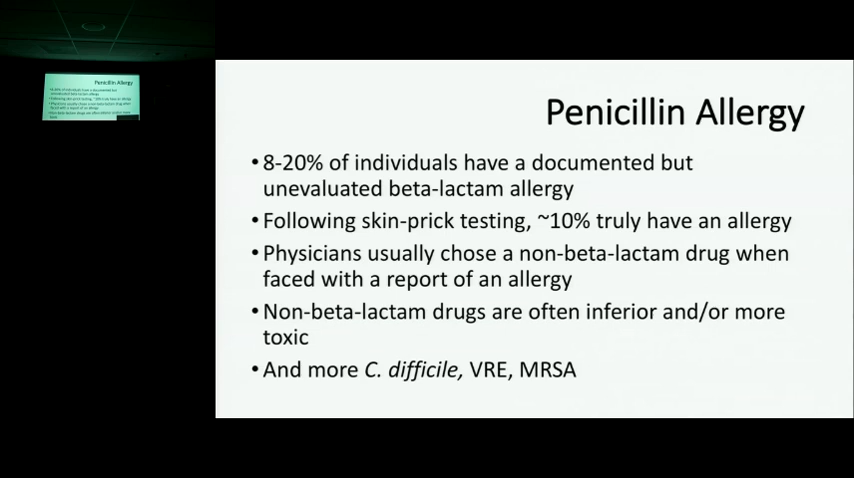 Penicillin Allergy
• 8-20% of individuals have a documented but
unevaluated beta-lactam allergy
• Following skin-prick testing, ~10% truly have an allergy
• Physicians usually chose a non-beta-lactam drug when
faced with a report of an allergy
• Non-beta-lactam drugs are often inferior and/or more
toxic
• And more C. difficile, VRE, MRSA
Penicillin Allergy